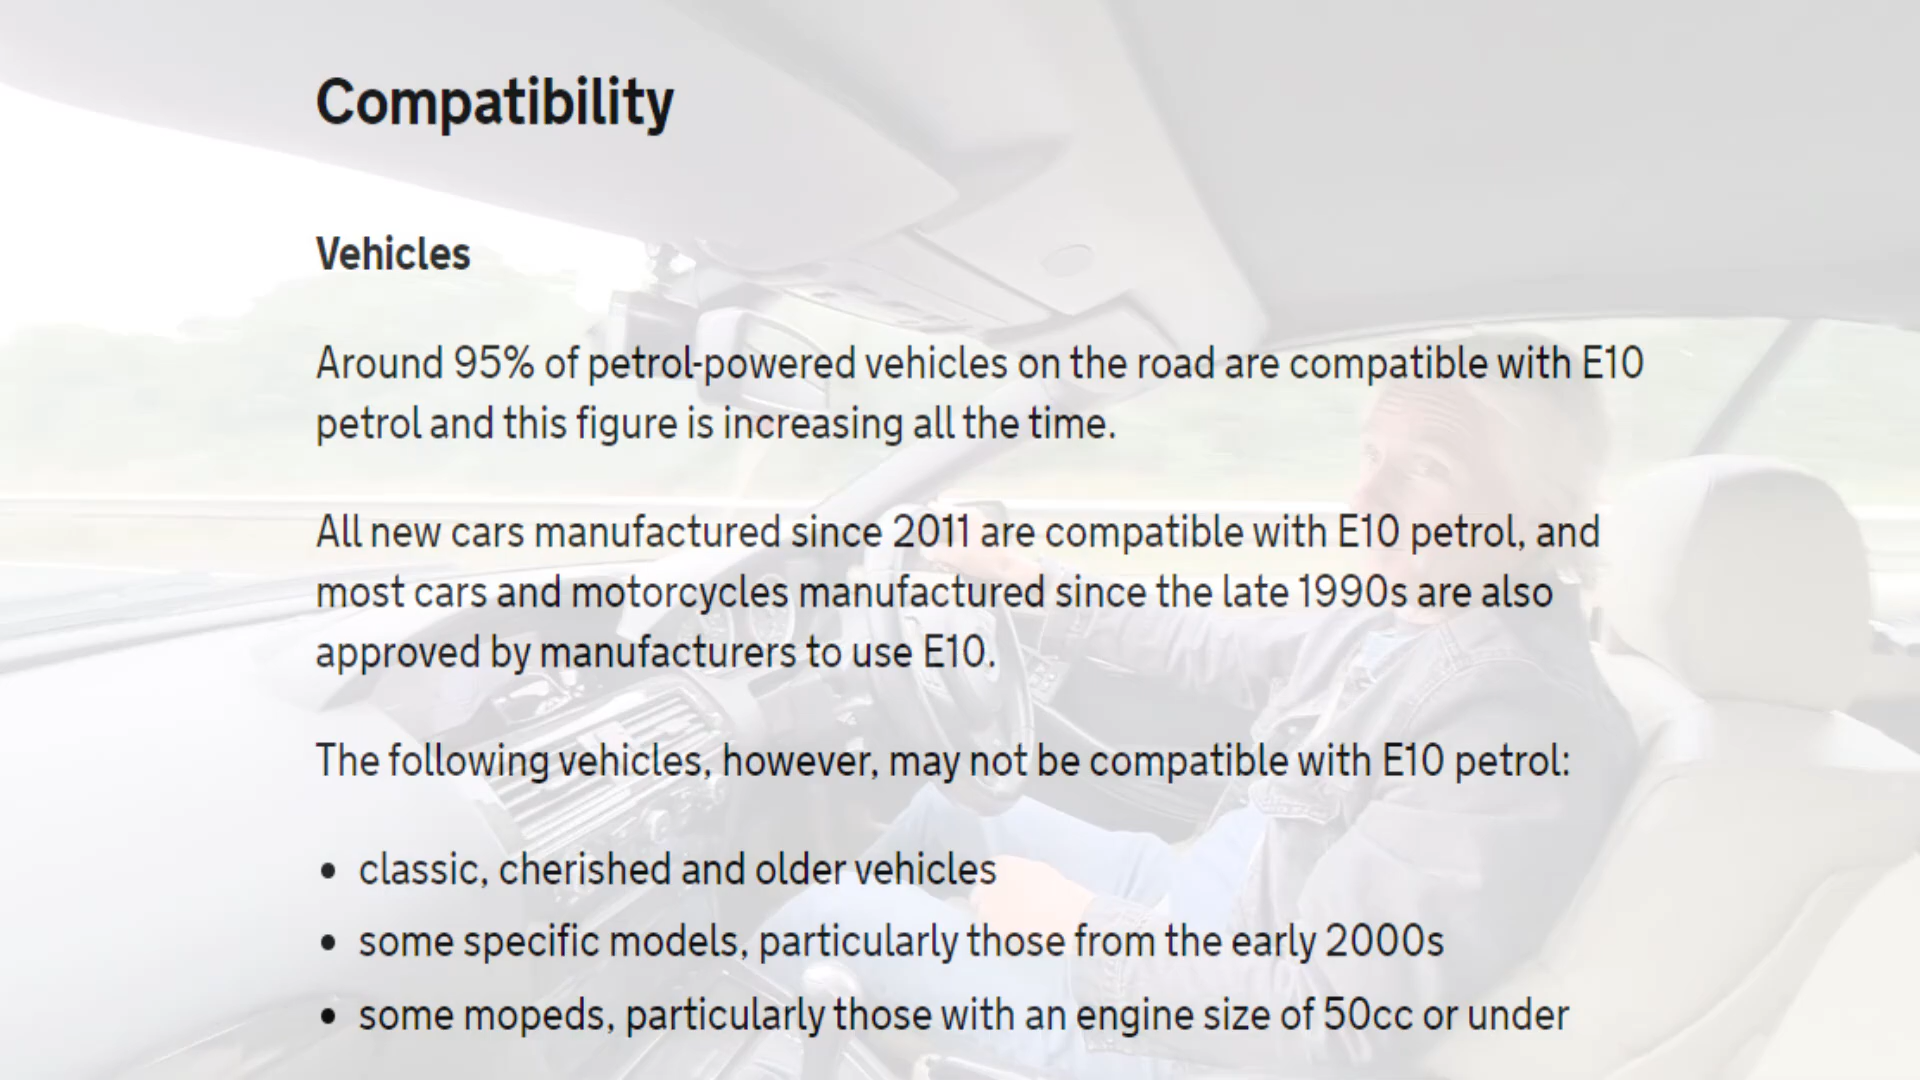 Compatibility
Vehicles
Around 95% of petrol-powered vehicles on the road are compatible with E10
petrol and this figure is increasing all the time.
All new cars manufactured since 2011 are compatible with E10 petrol, and
most cars and motorcycles manufactured since the late 1990s are also
approved by manufacturers to use E10.
The following vehicles, however, may not be compatible with E10 petrol:
• classic, cherished and older vehicles
• some specific models, particularly those from the early 2000s
• some mopeds, particularly those with an engine size of 50cc or under